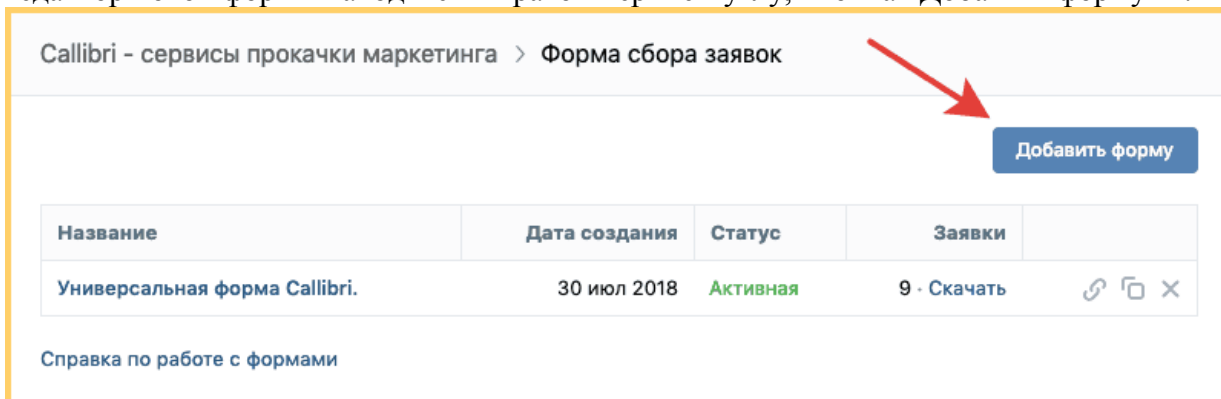 Callibri - сервисы прокачки маркетинга > Форма сбора заявок
Добавить форму
Название Дата создания Статус Заявки
Универсальная форма Callibri. 30 июл 2018 Активная 9 · Скачать
Справка по работе с формами